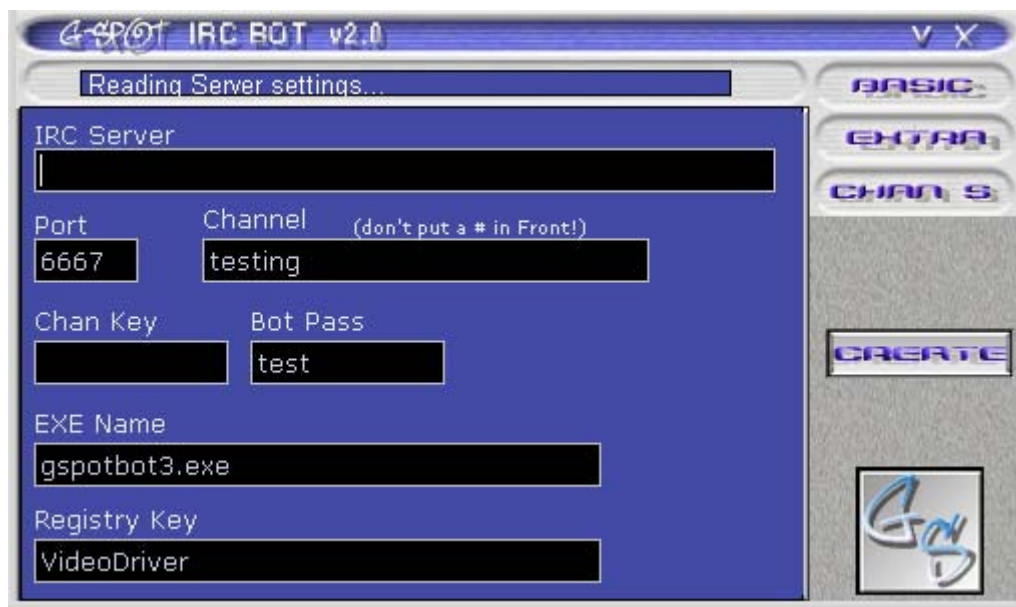 G-SPOT IRC BOT v2.0
V X
Reading Server settings...
BASIC
EXTRA
CHAN, S
IRC Server
Port Channel (don't put a # in Front!)
6667 testing
Chan Key Bot Pass
test
CREATE
EXE Name
gspotbot3.exe
Registry Key
VideoDriver